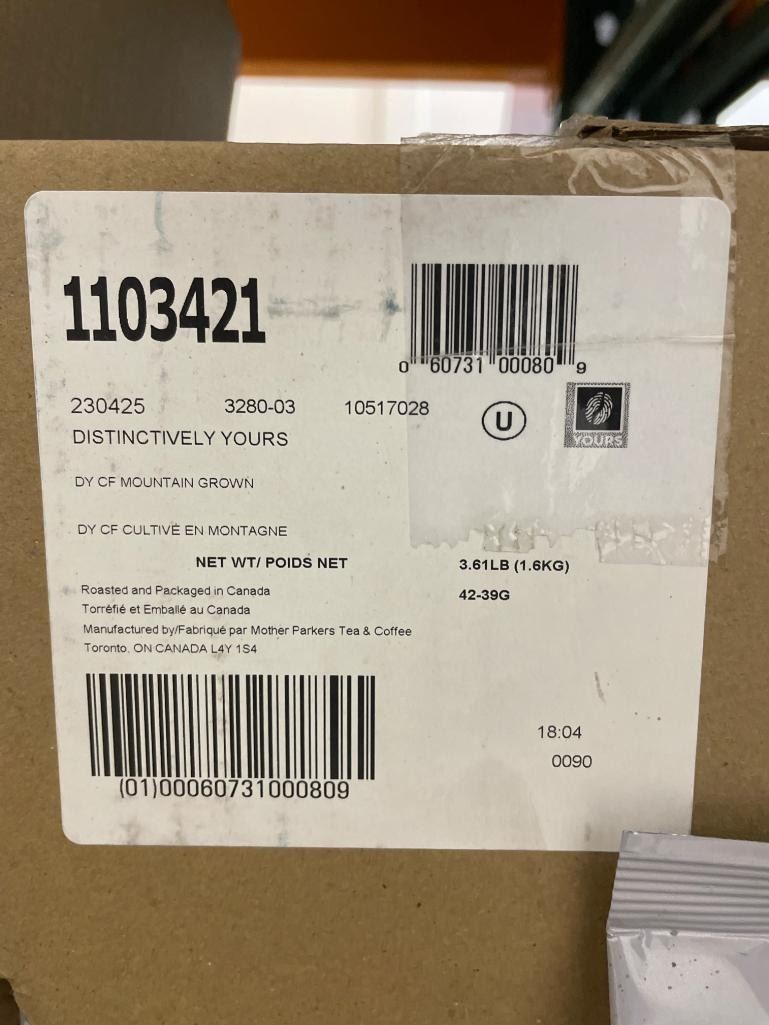 1103421
0 60731 00080 9
230425 3280-03 10517028
U
YOURS
DISTINCTIVELY YOURS
DY CF MOUNTAIN GROWN
DY CF CULTIVE EN MONTAGNE
NET WT/ POIDS NET 3.61LB (1.6KG)
42-39G
Roasted and Packaged in Canada
Torréfié et Emballé au Canada
Manufactured by/Fabriqué par Mother Parkers Tea & Coffee
Toronto, ON CANADA L4Y 1S4
(01)00060731000809
18:04
0090